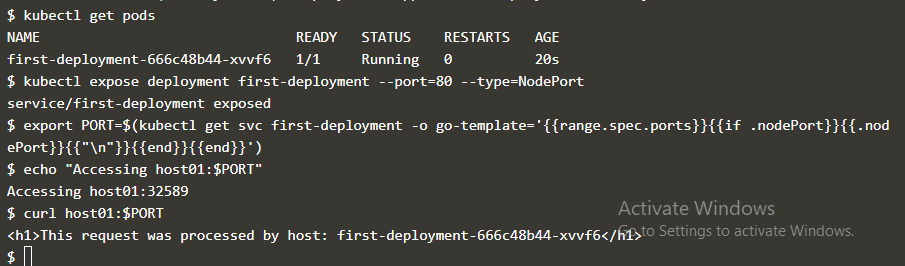 $ kubectl get pods
NAME                                READY   STATUS    RESTARTS   AGE
first-deployment-666c48b44-xvvf6   1/1     Running   0          20s
$ kubectl expose deployment first-deployment --port=80 --type=NodePort
service/first-deployment exposed
$ export PORT=$(kubectl get svc first-deployment -o go-template='{{range.spec.ports}}{{if .nodePort}}{{.nod
ePort}}{{"\n"}}{{end}}{{end}}')
$ echo "Accessing host01:$PORT"
Accessing host01:32589
$ curl host01:$PORT
<h1>This request was processed by host: first-deployment-666c48b44-xvvf6</h1>
$
Activate Windows
Go to Settings to activate Windows.